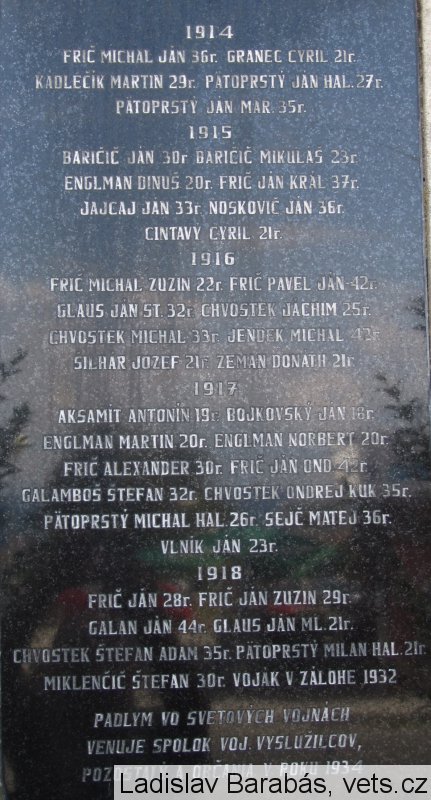 1914
FRIČ MICHAL JÁN 36r. GRANEC CYRIL 21r.
KADLEČÍK MARTIN 29r. PÄTOPRSTÝ JÁN HAL. 27r.
PÄTOPRSTÝ JÁN MAR. 35r.
1915
BARIČIČ JÁN 30r BARIČIČ MIKULÁŠ 23r.
ENGLMAN DINUŠ 20r. FRIČ JÁN KRÁL 37r.
JAJCAJ JÁN 33r. NOSKOVIČ JÁN 36r.
CINTAVÝ CYRIL 21r.
1916
FRIČ MICHAL ZUZIN 22r. FRIČ PAVEL JÁN 42r.
GLAUS JÁN ST. 32r. CHVOSTEK JACHIM 25r.
CHVOSTEK MICHAL 33r. JENDEK MICHAL 42r.
SILHÁR JOZEF 21r. ZEMAN DONÁTH 21r.
1917
AKSAMÍT ANTONÍN 19r. BOJKOVSKÝ JÁN 18r.
ENGLMAN MARTIN 20r. ENGLMAN NORBERT 20r.
FRIČ ALEXANDER 30r. FRIČ JÁN OND. 42r.
GALAMBOŠ ŠTEFAN 32r. CHVOSTEK ONDREJ KUK 35r.
PÄTOPRSTÝ MICHAL HAL. 26r. SEJČ MATEJ 36r.
VLNÍK JÁN 23r.
1918
FRIČ JÁN 28r. FRIČ JÁN ZUZIN 29r.
GALAN JÁN 44r. GLAUS JÁN ML. 21r.
CHVOSTEK ŠTEFAN ADAM 35r. PÄTOPRSTÝ MILAN HAL. 21r.
MIKLENČIČ ŠTEFAN 30r. VOJAK V ZÁLOHE 1932
PADLYM VO SVETOVÝCH VOJNÁCH
VENUJE SPOLOK VOJ. VYSLUŽILCOV,
POZOSTALÝ A OBČANIA V ROKU 1934
Ladislav Barabás, vets.cz